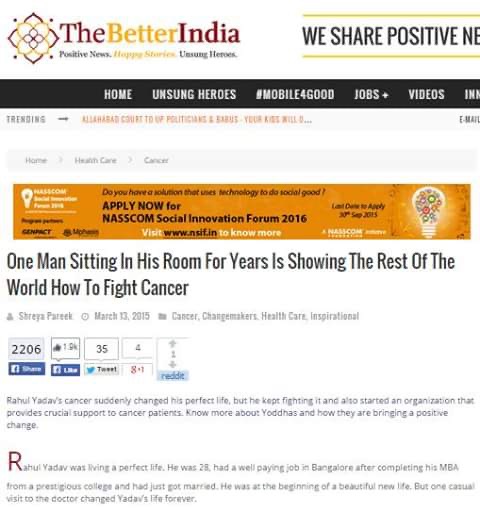 TheBetterIndia
Positive News. Happy Stories. Unsung Heroes.
WE SHARE POSITIVE NE
HOME UNSUNG HEROES #MOBILE4GOOD JOBS + VIDEOS INN
TRENDING → ALLAHABAD COURT TO UP POLITICIANS & BABUS - YOUR KIDS WILL D... E-MAIL
Home > Health Care > Cancer
NASSCOM
Social Innovation
Forum 2016
Program partners
GENPACT Mphasis
Do you have a solution that uses technology to do social good?
APPLY NOW for
NASSCOM Social Innovation Forum 2016
Visit www.nsif.in to know more
Last Date to Apply
30th Sep 2015
A NASSCOM initiative
FOUNDATION
One Man Sitting In His Room For Years Is Showing The Rest Of The
World How To Fight Cancer
Shreya Pareek March 13, 2015 Cancer, Changemakers, Health Care, Inspirational
2206 1.9k 35 4 1
Share Like Tweet g+1 reddit
Rahul Yadav's cancer suddenly changed his perfect life, but he kept fighting it and also started an organization that
provides crucial support to cancer patients. Know more about Yoddhas and how they are bringing a positive
change.
Rahul Yadav was living a perfect life. He was 28, had a well paying job in Bangalore after completing his MBA
from a prestigious college and had just got married. He was at the beginning of a beautiful new life. But one casual
visit to the doctor changed Yadav's life forever.